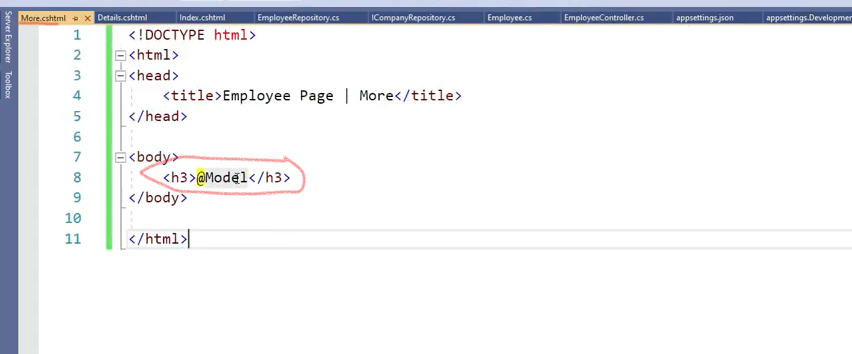 More.cshtml Details.cshtml Index.cshtml EmployeeRepository.cs ICompanyRepository.cs Employee.cs EmployeeController.cs appsettings.json appsettings.Developmen
Server Explorer
Toolbox
1 <!DOCTYPE html>
2 <html>
3 <head>
4 <title>Employee Page | More</title>
5 </head>
6
7 <body>
8 <h3>@Model</h3>
9 </body>
10
11 </html>